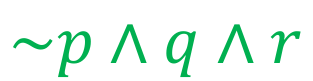 ~p ∧ q ∧ r